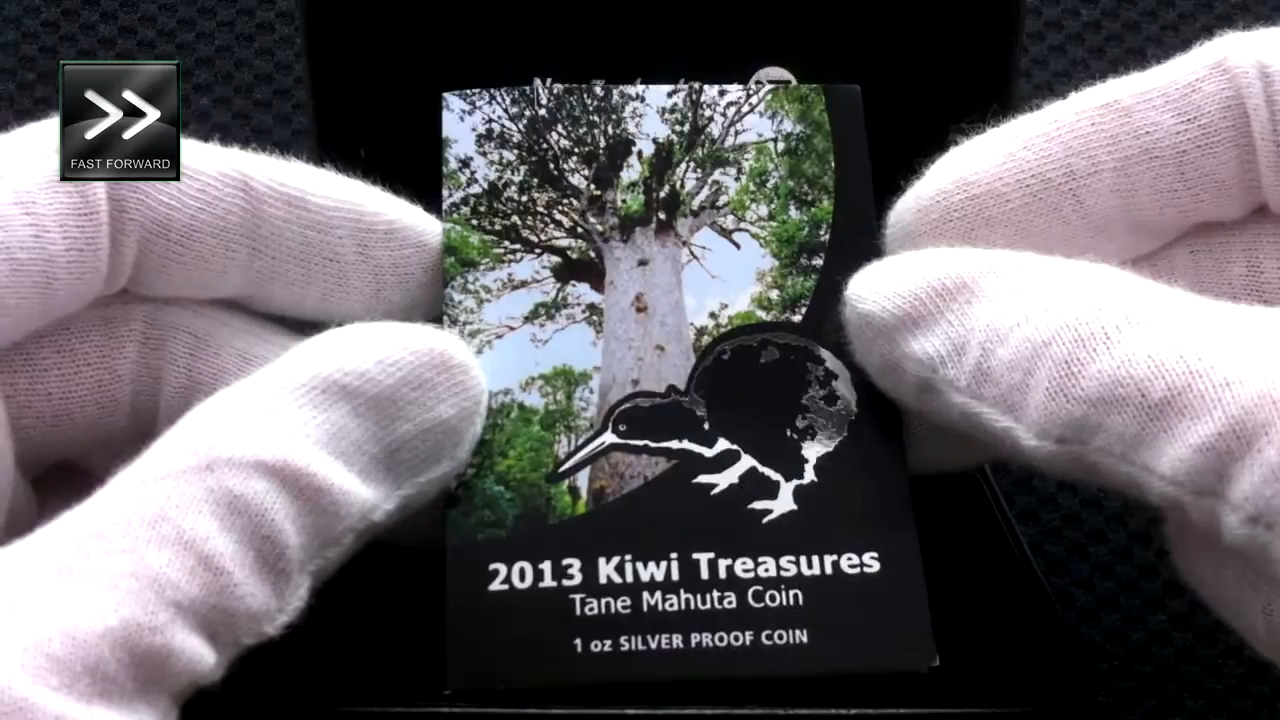 FAST FORWARD
2013 Kiwi Treasures
Tane Mahuta Coin
1 oz SILVER PROOF COIN